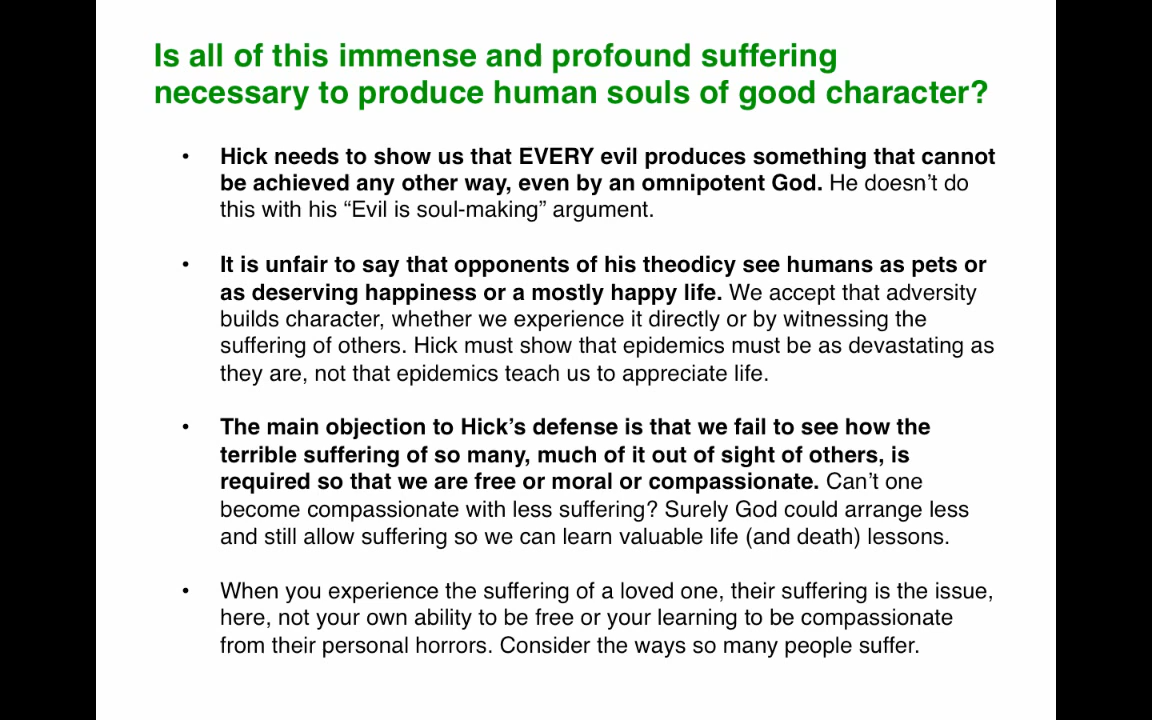 Is all of this immense and profound suffering
necessary to produce human souls of good character?
• Hick needs to show us that EVERY evil produces something that cannot
be achieved any other way, even by an omnipotent God. He doesn’t do
this with his “Evil is soul-making” argument.
• It is unfair to say that opponents of his theodicy see humans as pets or
as deserving happiness or a mostly happy life. We accept that adversity
builds character, whether we experience it directly or by witnessing the
suffering of others. Hick must show that epidemics must be as devastating as
they are, not that epidemics teach us to appreciate life.
• The main objection to Hick’s defense is that we fail to see how the
terrible suffering of so many, much of it out of sight of others, is
required so that we are free or moral or compassionate. Can’t one
become compassionate with less suffering? Surely God could arrange less
and still allow suffering so we can learn valuable life (and death) lessons.
• When you experience the suffering of a loved one, their suffering is the issue,
here, not your own ability to be free or your learning to be compassionate
from their personal horrors. Consider the ways so many people suffer.